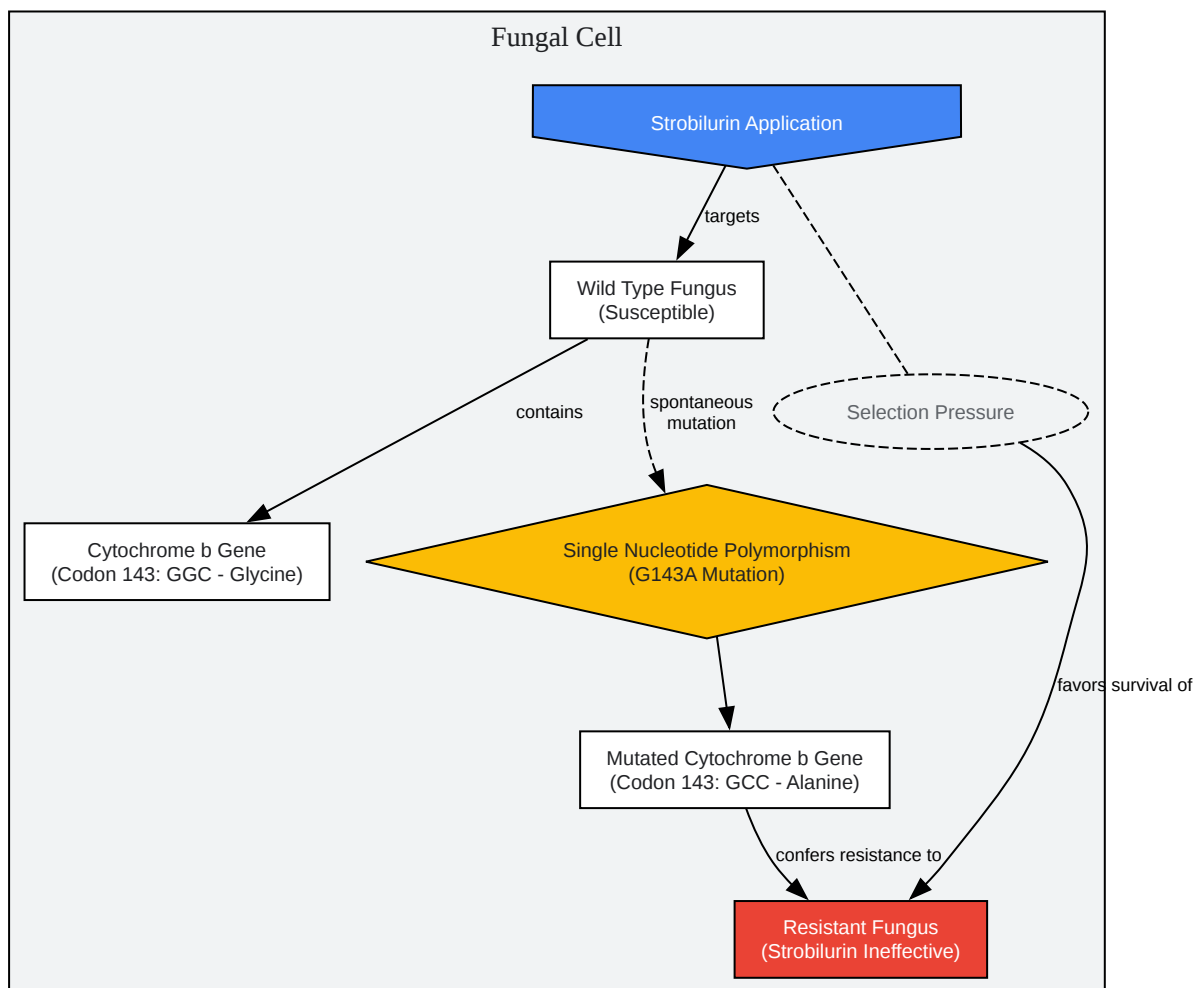 Fungal Cell
Strobilurin Application
targets
Wild Type Fungus
(Susceptible)
contains
spontaneous
mutation
Selection Pressure
Cytochrome b Gene
(Codon 143: GGC - Glycine)
Single Nucleotide Polymorphism
(G143A Mutation)
favors survival of
Mutated Cytochrome b Gene
(Codon 143: GCC - Alanine)
confers resistance to
Resistant Fungus
(Strobilurin Ineffective)